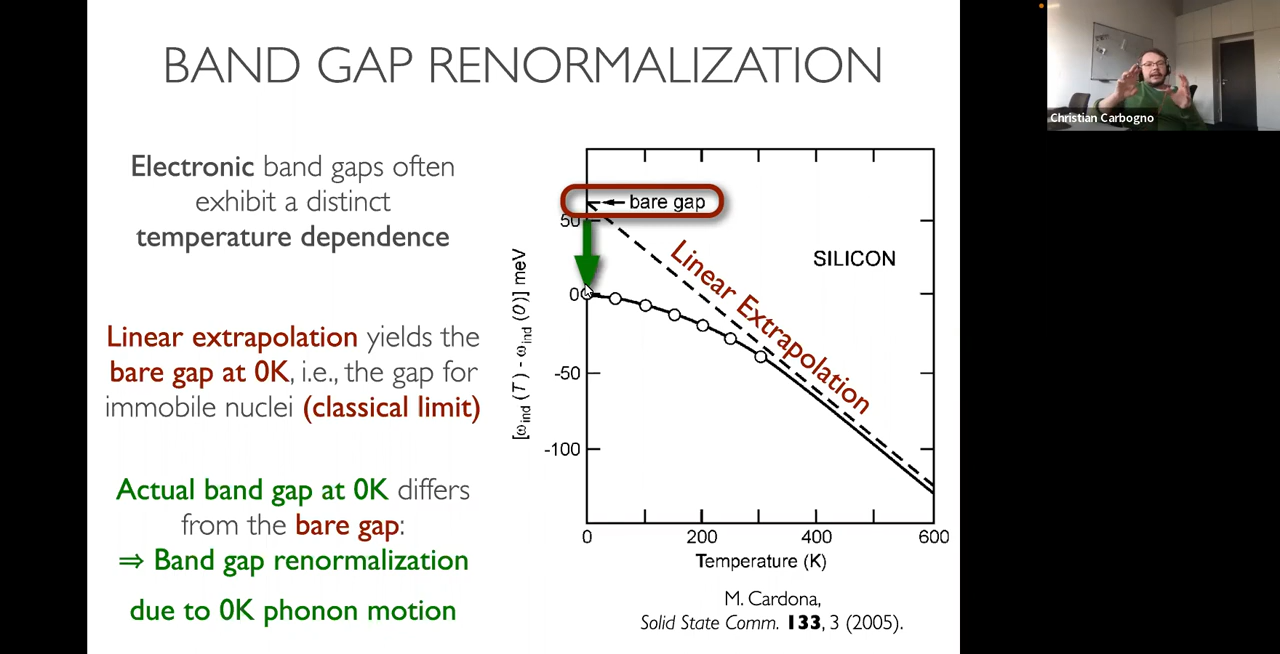 BAND GAP RENORMALIZATION
Electronic band gaps often
exhibit a distinct
temperature dependence
Linear extrapolation yields the
bare gap at 0K, i.e., the gap for
immobile nuclei (classical limit)
Actual band gap at 0K differs
from the bare gap:
⇒ Band gap renormalization
due to 0K phonon motion
bare gap
SILICON
Linear Extrapolation
[ω_ind (T) - ω_ind (0)] meV
50
0
-50
-100
0
200
400
600
Temperature (K)
M. Cardona,
Solid State Comm. 133, 3 (2005).
Christian Carbogno